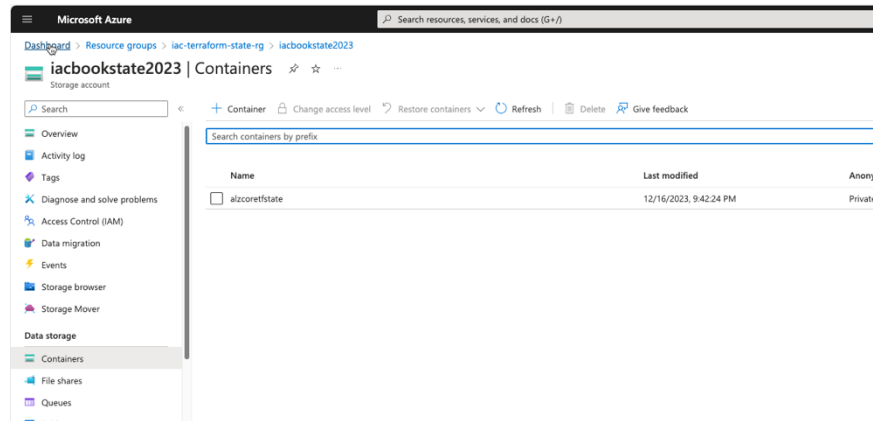 Microsoft Azure
Search resources, services, and docs (G+/)
Dashboard > Resource groups > iac-terraform-state-rg > iacbookstate2023
iacbookstate2023 | Containers
Storage account
Search
Container Change access level Restore containers Refresh Delete Give feedback
Search containers by prefix
Overview
Activity log
Tags
Diagnose and solve problems
Access Control (IAM)
Data migration
Events
Storage browser
Storage Mover
Data storage
Containers
File shares
Queues
Name Last modified Anony
alzcoretfstate 12/16/2023, 9:42:24 PM Private